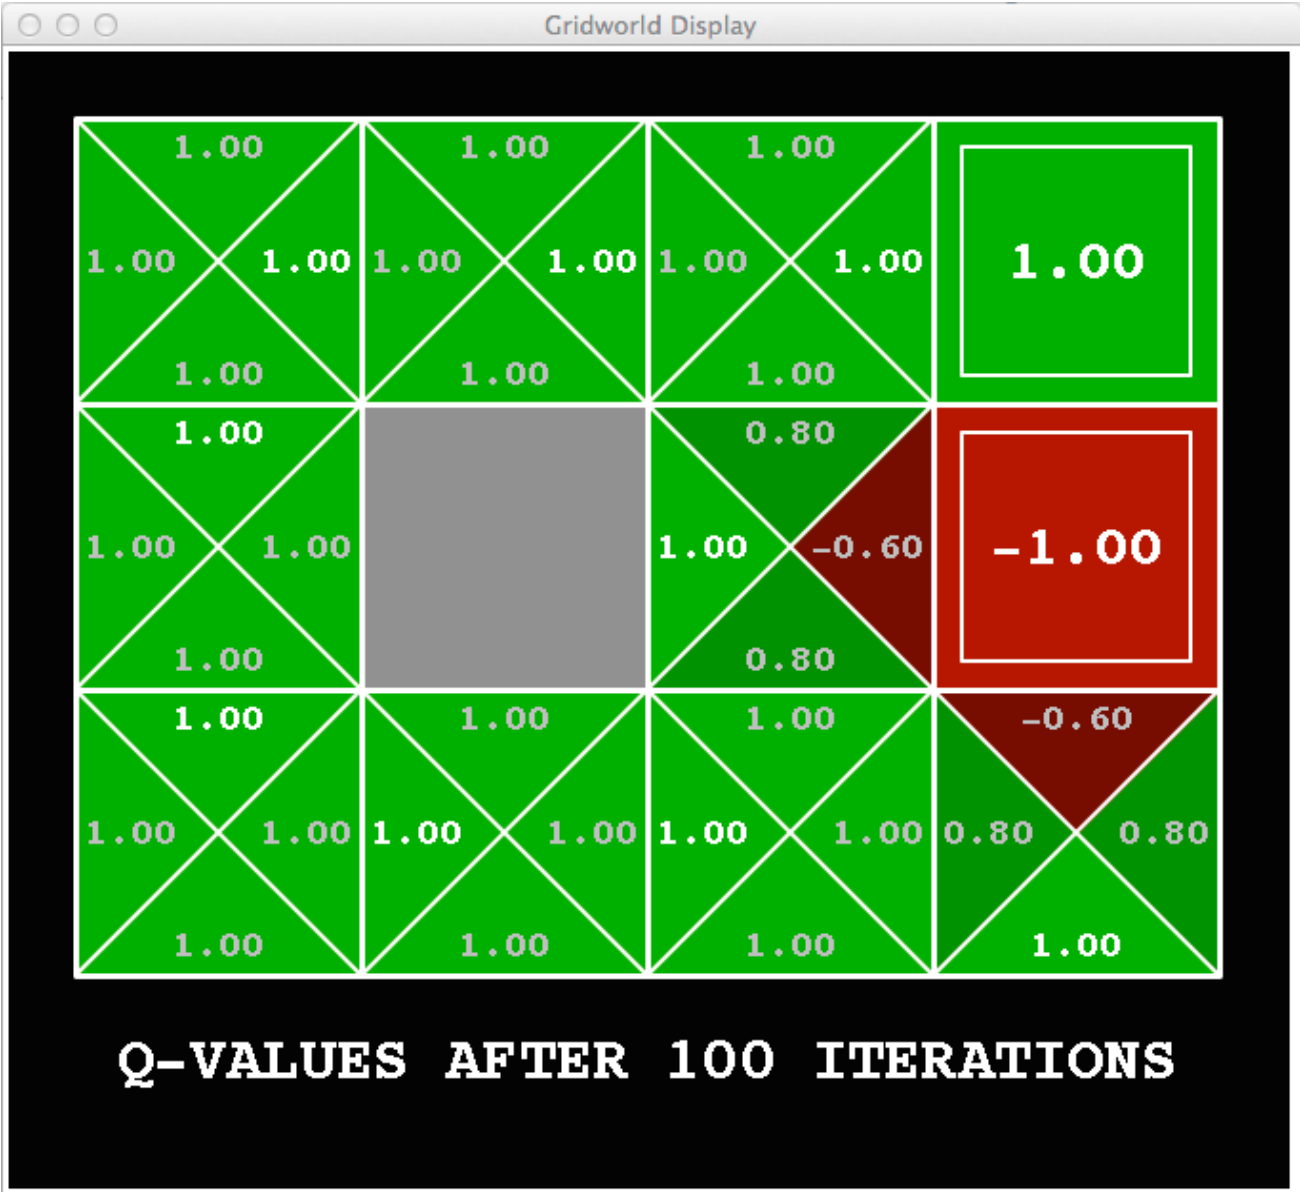 Gridworld Display
1.00 1.00 1.00
1.00 1.00 1.00 1.00 1.00 1.00 1.00
1.00 1.00 1.00
1.00 0.80
1.00 1.00 1.00 -0.60 -1.00
1.00 0.80
1.00 1.00 1.00 -0.60
1.00 1.00 1.00 1.00 1.00 1.00 0.80 0.80
1.00 1.00 1.00 1.00
Q-VALUES AFTER 100 ITERATIONS